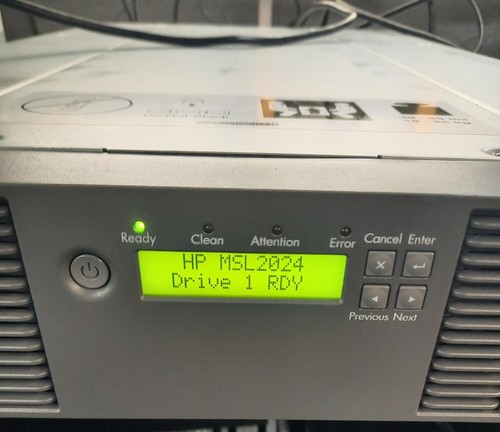 Ready
Clean
Attention
Error
Cancel Enter
HP MSL2024
Drive 1 RDY
Previous Next